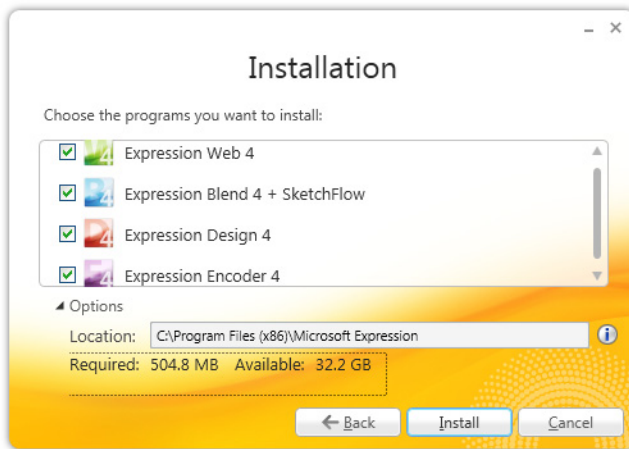 Installation
Choose the programs you want to install:
Expression Web 4
Expression Blend 4 + SketchFlow
Expression Design 4
Expression Encoder 4
Options
Location: C:\Program Files (x86)\Microsoft Expression
Required: 504.8 MB Available: 32.2 GB
Back Install Cancel